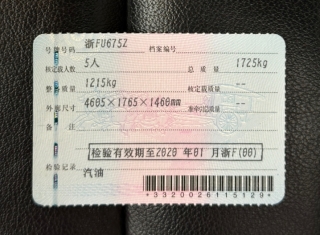 号牌号码 浙FU675Z 档案编号
核定载人数 5人 总质量 1725kg
整备质量 1215kg 核定载质量 --
外廓尺寸 4605×1765×1460mm 准牵引总质量 --
备注
检验有效期至2020年01月浙F(00)
检验记录 汽油
*3320026115129*